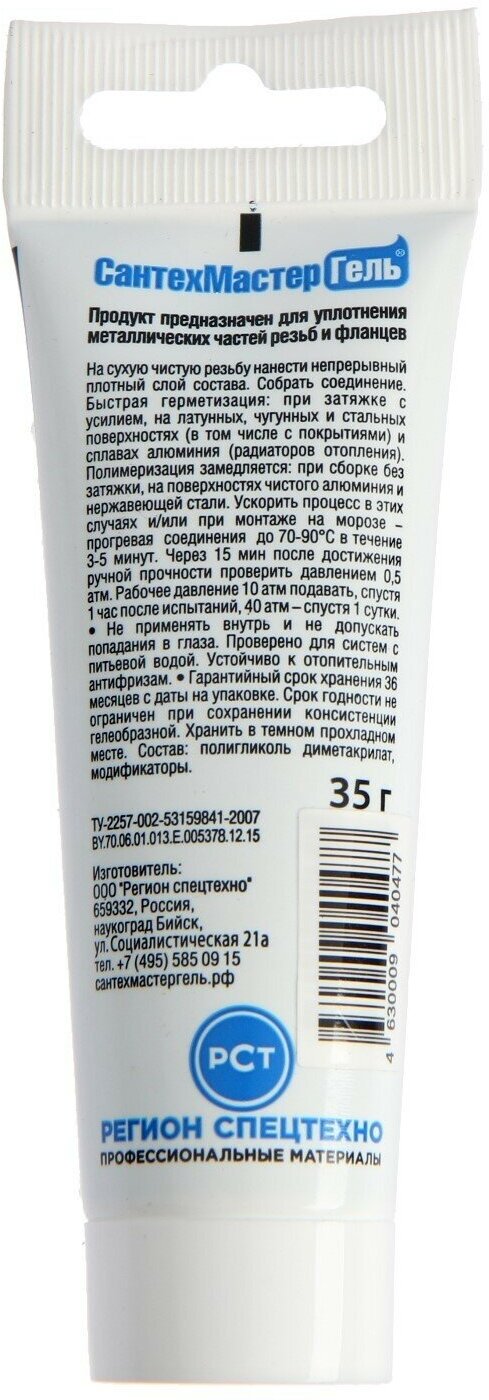 СантехМастер Гель®
Продукт предназначен для уплотнения
металлических частей резьб и фланцев
На сухую чистую резьбу нанести непрерывный
плотный слой состава. Собрать соединение.
Быстрая герметизация: при затяжке с
усилием, на латунных, чугунных и стальных
поверхностях (в том числе с покрытиями) и
сплавах алюминия (радиаторов отопления).
Полимеризация замедляется: при сборке без
затяжки, на поверхностях чистого алюминия и
нержавеющей стали. Ускорить процесс в этих
случаях и/или при монтаже на морозе –
прогревая соединения до 70-90°С в течение
3-5 минут. Через 15 мин после достижения
ручной прочности проверить давлением 0,5
атм. Рабочее давление 10 атм подавать, спустя
1 час после испытаний, 40 атм – спустя 1 сутки.
• Не применять внутрь и не допускать
попадания в глаза. Проверено для систем с
питьевой водой. Устойчиво к отопительным
антифризам. • Гарантийный срок хранения 36
месяцев с даты на упаковке. Срок годности не
ограничен при сохранении консистенции
гелеобразной. Хранить в темном прохладном
месте. Состав: полигликоль диметакрилат,
модификаторы.
35 г
ТУ-2257-002-53159841-2007
BY.70.06.01.013.E.005378.12.15
Изготовитель:
ООО "Регион спецтехно"
659332, Россия,
наукоград Бийск,
ул.Социалистическая 21а
тел. +7 (495) 585 09 15
сантехмастергель.рф
4 630009 040477
РСТ
РЕГИОН СПЕЦТЕХНО
ПРОФЕССИОНАЛЬНЫЕ МАТЕРИАЛЫ